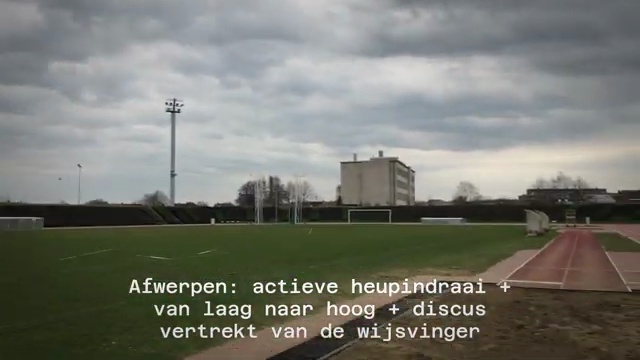 Afwerpen: actieve heupindraai +
van laag naar hoog + discus
vertrekt van de wijsvinger